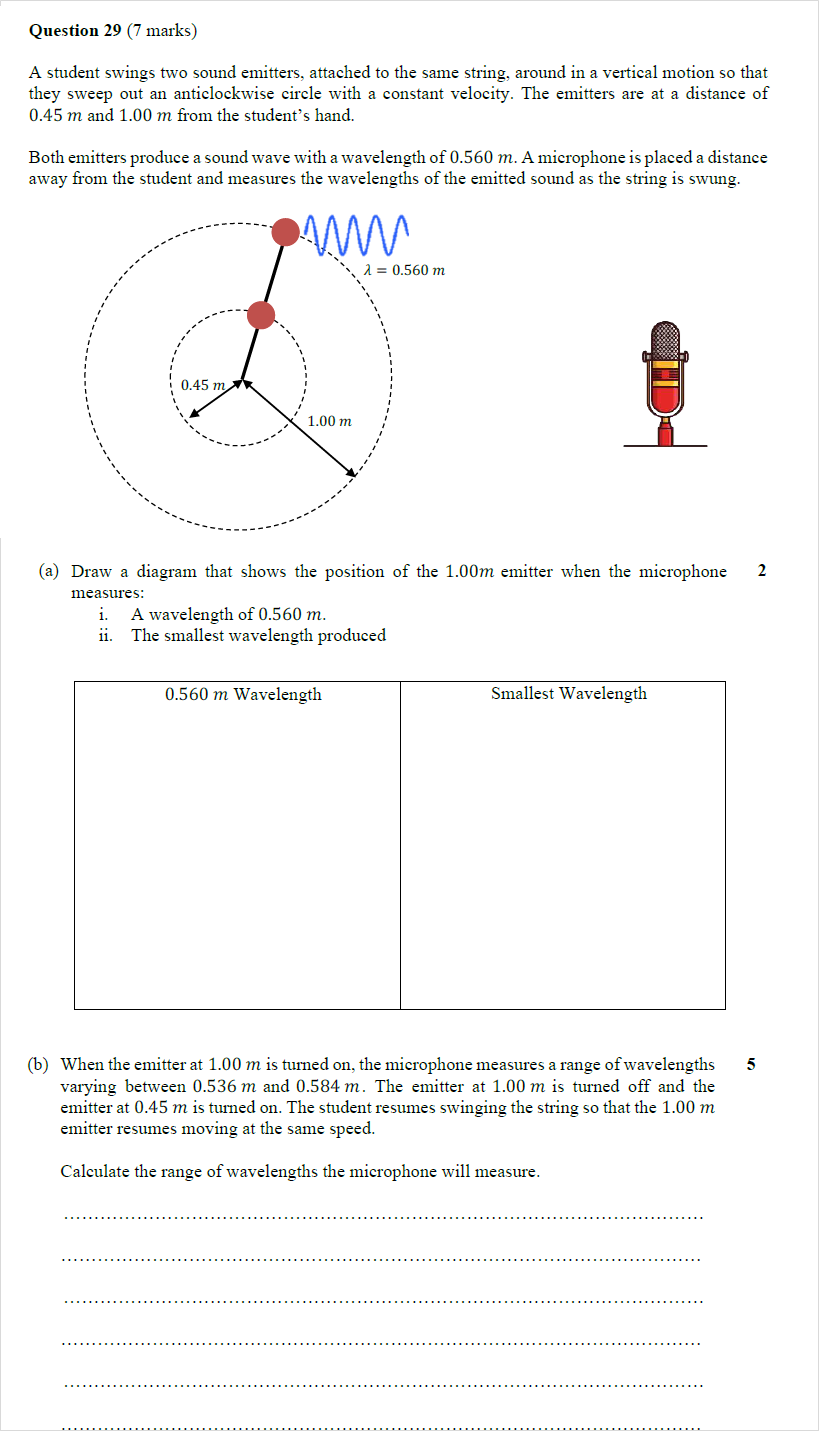 Question 29 (7 marks)
A student swings two sound emitters, attached to the same string, around in a vertical motion so that
they sweep out an anticlockwise circle with a constant velocity. The emitters are at a distance of
0.45 m and 1.00 m from the student's hand.
Both emitters produce a sound wave with a wavelength of 0.560 m. A microphone is placed a distance
away from the student and measures the wavelengths of the emitted sound as the string is swung.
λ = 0.560 m
0.45 m
1.00 m
(a) Draw a diagram that shows the position of the 1.00m emitter when the microphone 2
measures:
i. A wavelength of 0.560 m.
ii. The smallest wavelength produced
0.560 m Wavelength
Smallest Wavelength
(b) When the emitter at 1.00 m is turned on, the microphone measures a range of wavelengths 5
varying between 0.536 m and 0.584 m. The emitter at 1.00 m is turned off and the
emitter at 0.45 m is turned on. The student resumes swinging the string so that the 1.00 m
emitter resumes moving at the same speed.
Calculate the range of wavelengths the microphone will measure.